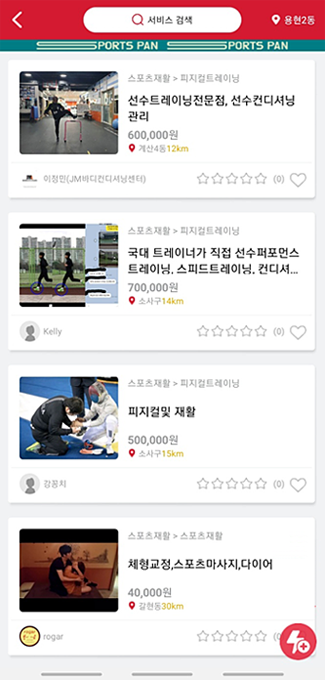 서비스 검색
용현2동
SPORTS PAN SPORTS PAN
스포츠재활 > 피지컬트레이닝
선수트레이닝전문점, 선수컨디셔닝
관리
600,000원
계산4동12km
이정민(JM바디컨디셔닝센터)
(0)
스포츠재활 > 피지컬트레이닝
국대 트레이너가 직접 선수퍼포먼스
트레이닝, 스피드트레이닝, 컨디셔...
700,000원
소사구14km
Kelly
(0)
스포츠재활 > 피지컬트레이닝
피지컬및 재활
500,000원
소사구15km
강꽁치
(0)
스포츠재활 > 스포츠재활
체형교정,스포츠마사지,다이어
40,000원
갈현동30km
rogar